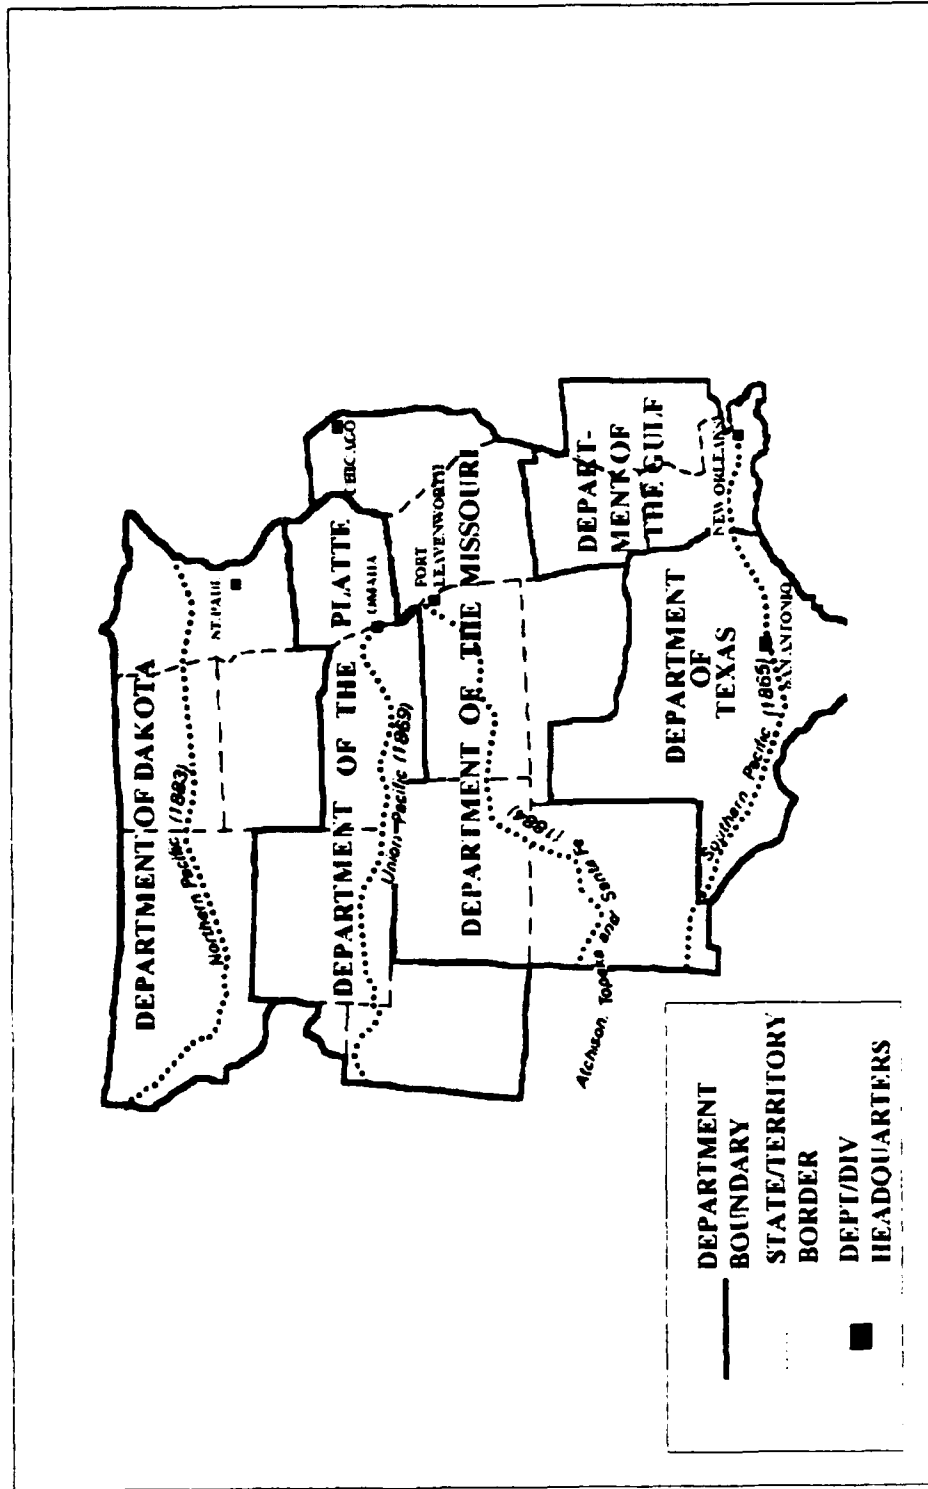 DEPARTMENT OF DAKOTA
Northern Pacific (1883)
ST. PAUL
DEPARTMENT OF THE PLATTE
Union Pacific (1869)
OMAHA
CHICAGO
FORT
LEAVENWORTH
DEPARTMENT OF THE MISSOURI
(1884)
Atchison, Topeka and Santa Fe
DEPART-
MENT OF
THE GULF
NEW ORLEANS
DEPARTMENT
OF
TEXAS
Southern Pacific (1865)
SAN ANTONIO
DEPARTMENT
BOUNDARY
STATE/TERRITORY
BORDER
DEPT/DIV
HEADQUARTERS